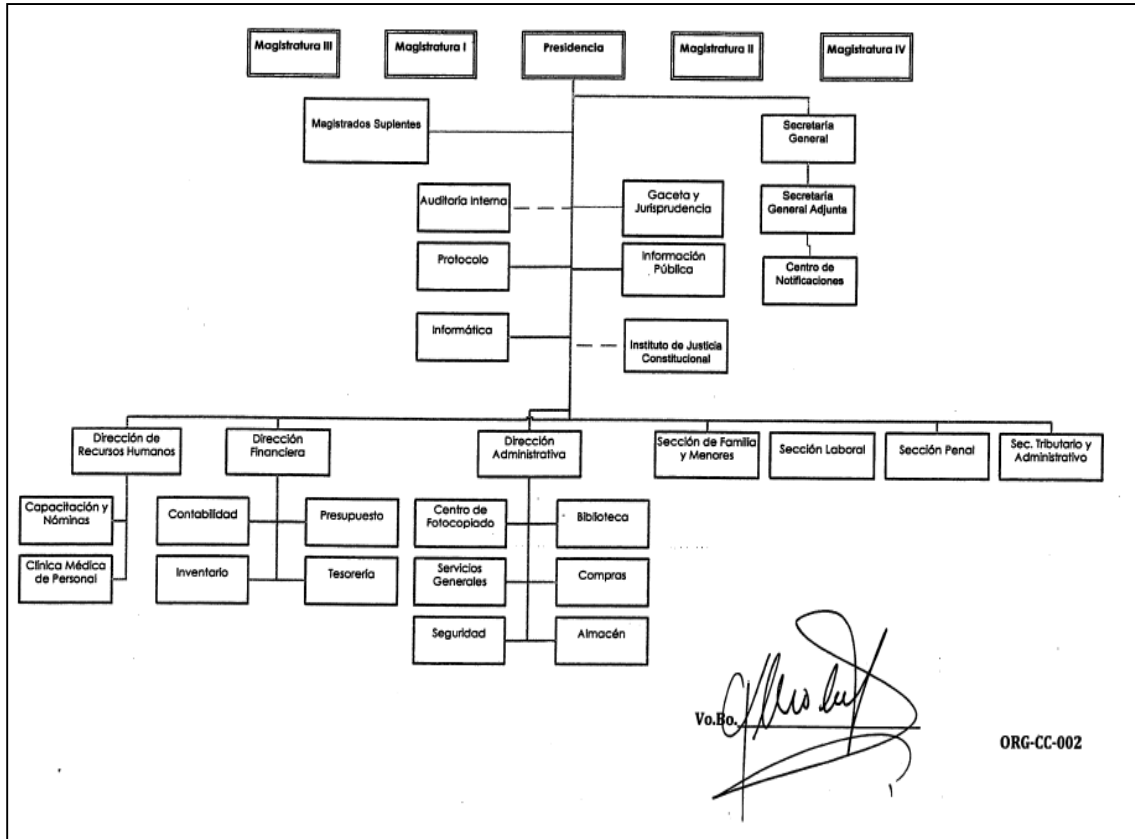 Magistratura III
Magistratura I
Presidencia
Magistratura II
Magistratura IV
Magistrados Suplentes
Secretaría
General
Auditoría Interna
Gaceta y
Jurisprudencia
Secretaría
General Adjunta
Protocolo
Información
Pública
Centro de
Notificaciones
Informática
Instituto de Justicia
Constitucional
Dirección de
Recursos Humanos
Dirección
Financiera
Dirección
Administrativa
Sección de Familia
y Menores
Sección Laboral
Sección Penal
Sec. Tributario y
Administrativo
Capacitación y
Nóminas
Contabilidad
Presupuesto
Centro de
Fotocopiado
Biblioteca
Clínica Médica
de Personal
Inventario
Tesorería
Servicios
Generales
Compras
Seguridad
Almacén
Vo.Bo.
ORG-CC-002